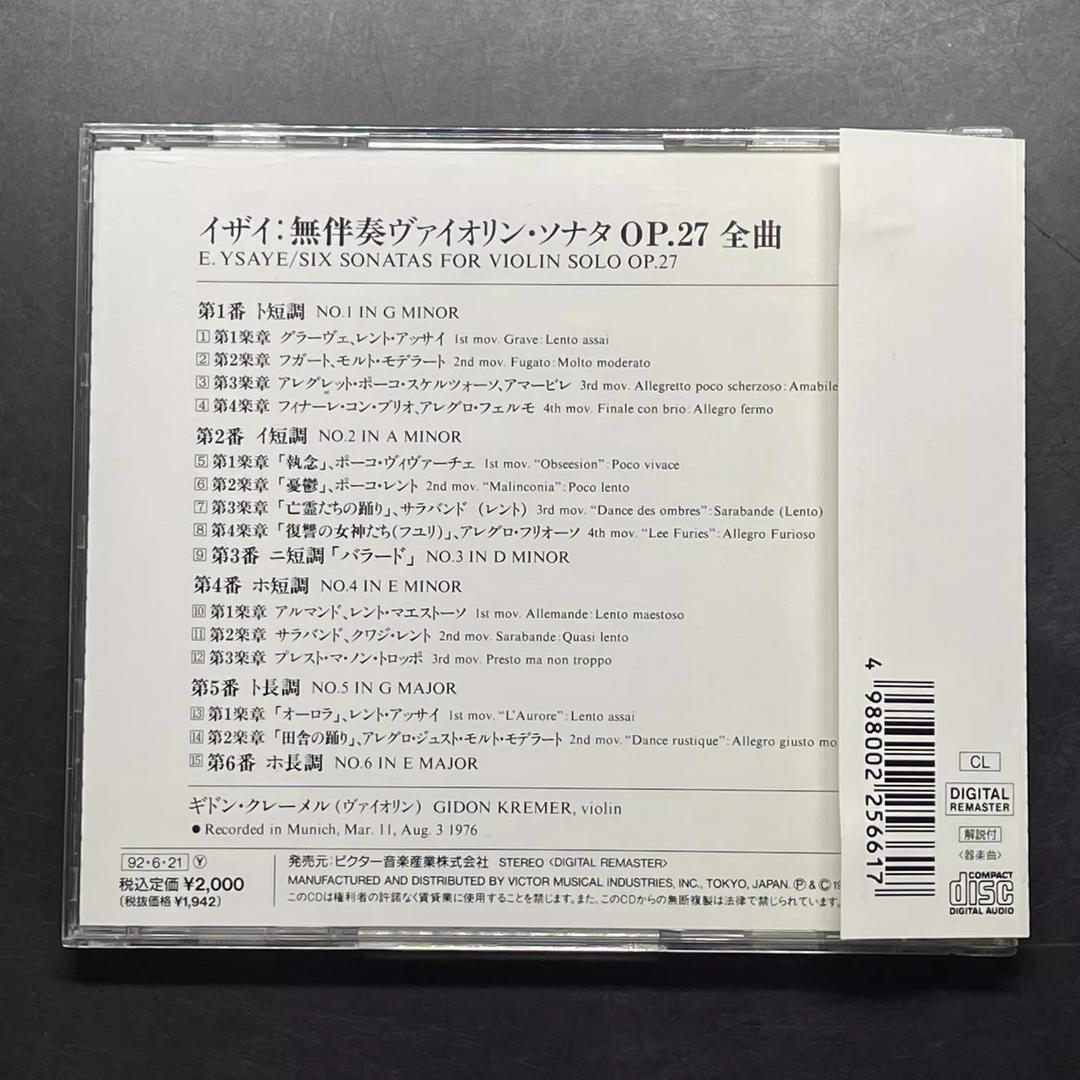 イザイ:無伴奏ヴァイオリン・ソナタ OP.27 全曲
E. YSAYE/SIX SONATAS FOR VIOLIN SOLO OP.27
第1番 ト短調 NO.1 IN G MINOR
1 第1楽章 グラーヴェ、レント・アッサイ 1st mov. Grave: Lento assai
2 第2楽章 フガート、モルト・モデラート 2nd mov. Fugato: Molto moderato
3 第3楽章 アレグレット・ポーコ・スケルツォーソ、アマービレ 3rd mov. Allegretto poco scherzoso: Amabile
4 第4楽章 フィナーレ・コン・ブリオ、アレグロ・フェルモ 4th mov. Finale con brio: Allegro fermo
第2番 イ短調 NO.2 IN A MINOR
5 第1楽章 「執念」、ポーコ・ヴィヴァーチェ 1st mov. “Obseesion”: Poco vivace
6 第2楽章 「憂鬱」、ポーコ・レント 2nd mov. “Malinconia”: Poco lento
7 第3楽章 「亡霊たちの踊り」、サラバンド (レント) 3rd mov. “Dance des ombres”: Sarabande (Lento)
8 第4楽章 「復讐の女神たち(フユリ)」、アレグロ・フリオーソ 4th mov. “Lee Furies”: Allegro Furioso
9 第3番 ニ短調「バラード」 NO.3 IN D MINOR
第4番 ホ短調 NO.4 IN E MINOR
10 第1楽章 アルマンド、レント・マエストーソ 1st mov. Allemande: Lento maestoso
11 第2楽章 サラバンド、クワジ・レント 2nd mov. Sarabande: Quasi lento
12 第3楽章 プレスト・マ・ノン・トロッポ 3rd mov. Presto ma non troppo
第5番 ト長調 NO.5 IN G MAJOR
13 第1楽章 「オーロラ」、レント・アッサイ 1st mov. “L'Aurore”: Lento assai
14 第2楽章 「田舎の踊り」、アレグロ・ジュスト・モルト・モデラート 2nd mov. “Dance rustique”: Allegro giusto mo
15 第6番 ホ長調 NO.6 IN E MAJOR
ギドン・クレーメル (ヴァイオリン) GIDON KREMER, violin
● Recorded in Munich, Mar. 11, Aug. 3 1976
92・6・21 Ⓨ
税込定価 ¥2,000
(税抜価格 ¥1,942)
発売元:ビクター音楽産業株式会社 STEREO <DIGITAL REMASTER>
MANUFACTURED AND DISTRIBUTED BY VICTOR MUSICAL INDUSTRIES, INC., TOKYO, JAPAN. Ⓟ & Ⓒ 19
このCDは権利者の許諾なく賃貸業に使用することを禁じます。また、このCDからの無断複製は法律で禁じられています。
4 988002 256617
CL
DIGITAL
REMASTER
解説付
〈器楽曲〉
COMPACT
disc
DIGITAL AUDIO